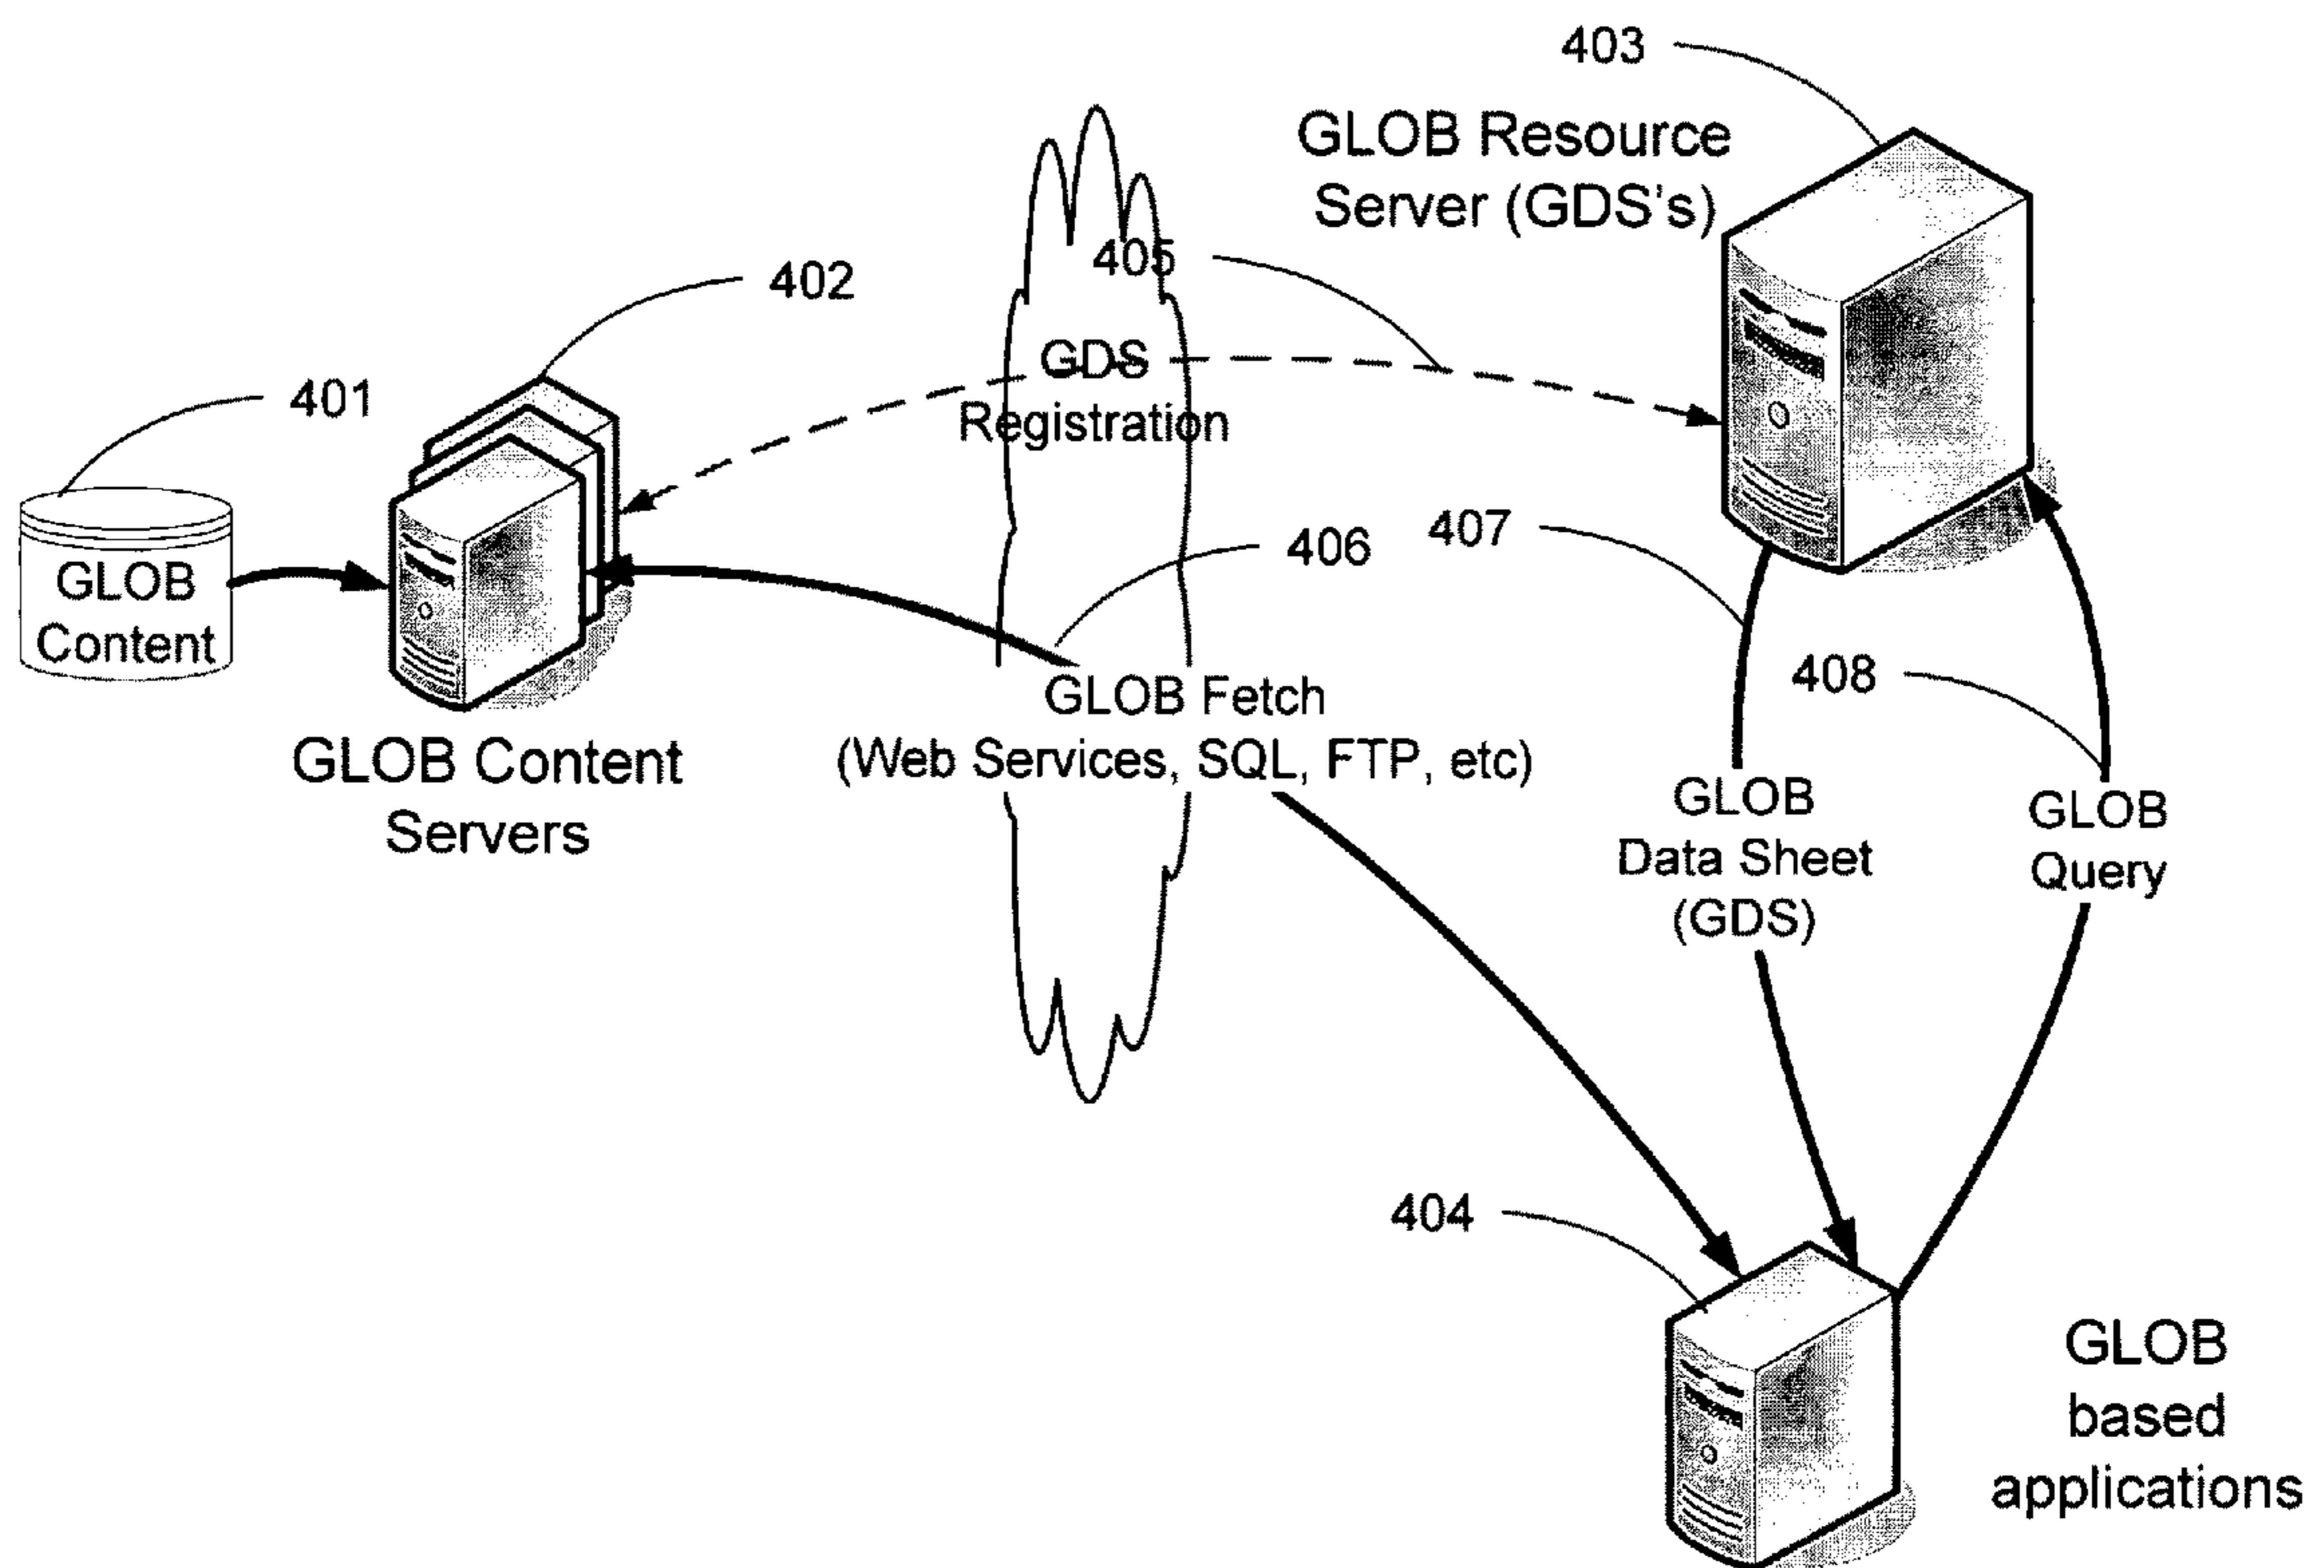 403
GLOB Resource
Server (GDS's)
405
402
GDS
Registration
401
GLOB
Content
406
407
408
GLOB Fetch
(Web Services, SQL, FTP, etc)
GLOB Content
Servers
GLOB
Data Sheet
(GDS)
GLOB
Query
404
GLOB
based
applications